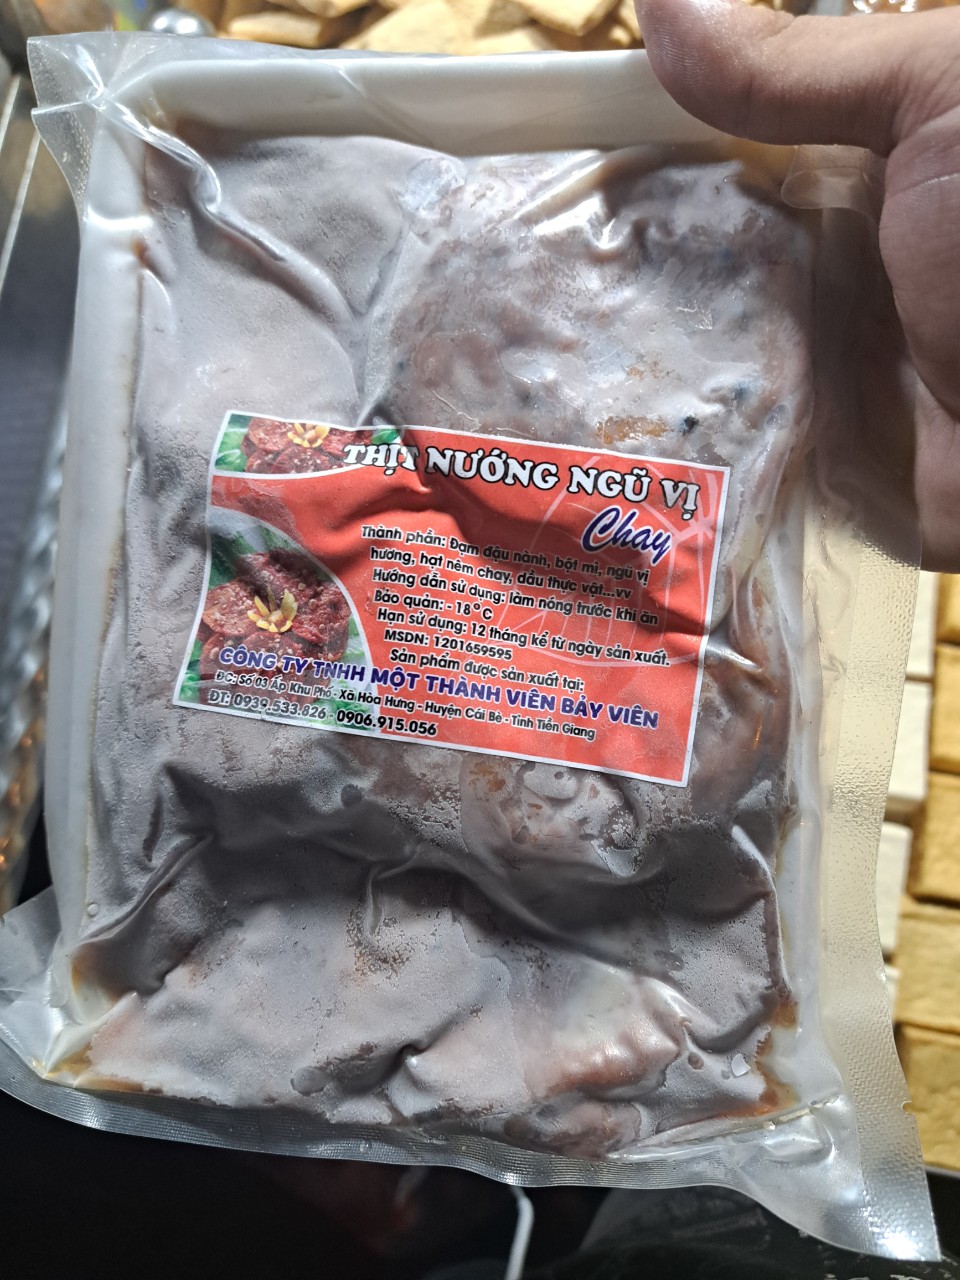 THỊT NƯỚNG NGŨ VỊ
Chay
Thành phần: Đạm đậu nành, bột mì, ngũ vị
hương, hạt nêm chay, dầu thực vật...vv
Hướng dẫn sử dụng: làm nóng trước khi ăn
Bảo quản: - 18°C
Hạn sử dụng: 12 tháng kể từ ngày sản xuất.
MSDN: 1201659595
Sản phẩm được sản xuất tại:
CÔNG TY TNHH MỘT THÀNH VIÊN BẢY VIÊN
ĐC: Số 03 Ấp Khu Phố - Xã Hòa Hưng - Huyện Cái Bè - Tỉnh Tiền Giang
ĐT: 0939.533.826 - 0906.915.056